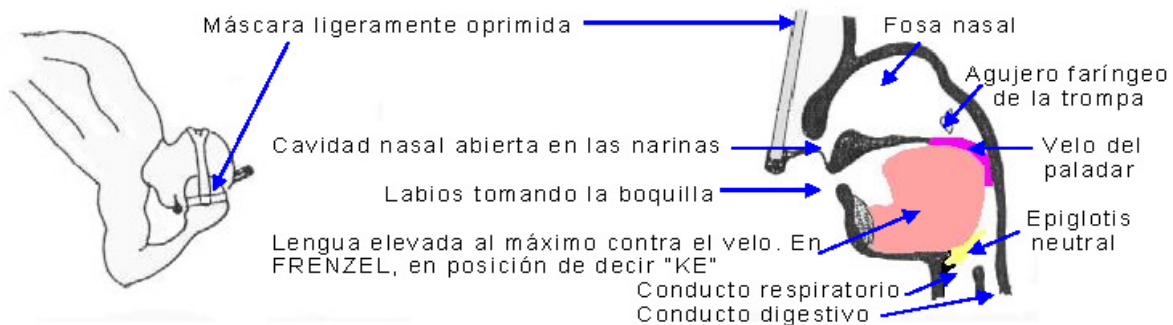 Máscara ligeramente oprimida
Fosa nasal
Agujero faríngeo
de la trompa
Cavidad nasal abierta en las narinas
Velo del
paladar
Labios tomando la boquilla
Epiglotis
neutral
Lengua elevada al máximo contra el velo. En
FRENZEL, en posición de decir "KE"
Conducto respiratorio
Conducto digestivo